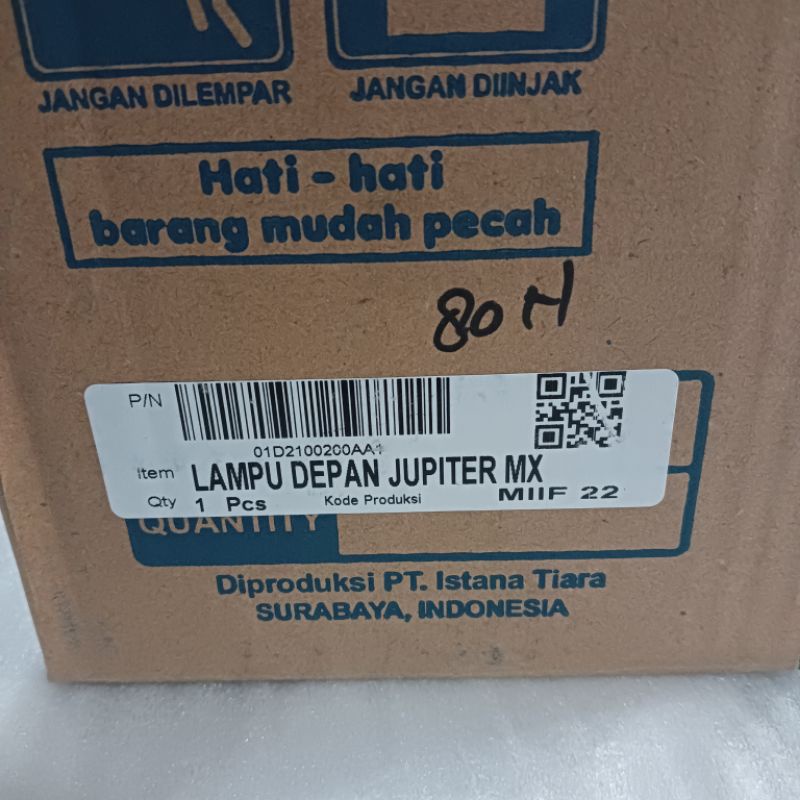 JANGAN DILEMPAR
JANGAN DIINJAK
Hati - hati
barang mudah pecah
80 H
P/N
01D2100200AA1
Item LAMPU DEPAN JUPITER MX
Qty 1 Pcs Kode Produksi MIIF 22
QUANTITY
Diproduksi PT. Istana Tiara
SURABAYA, INDONESIA